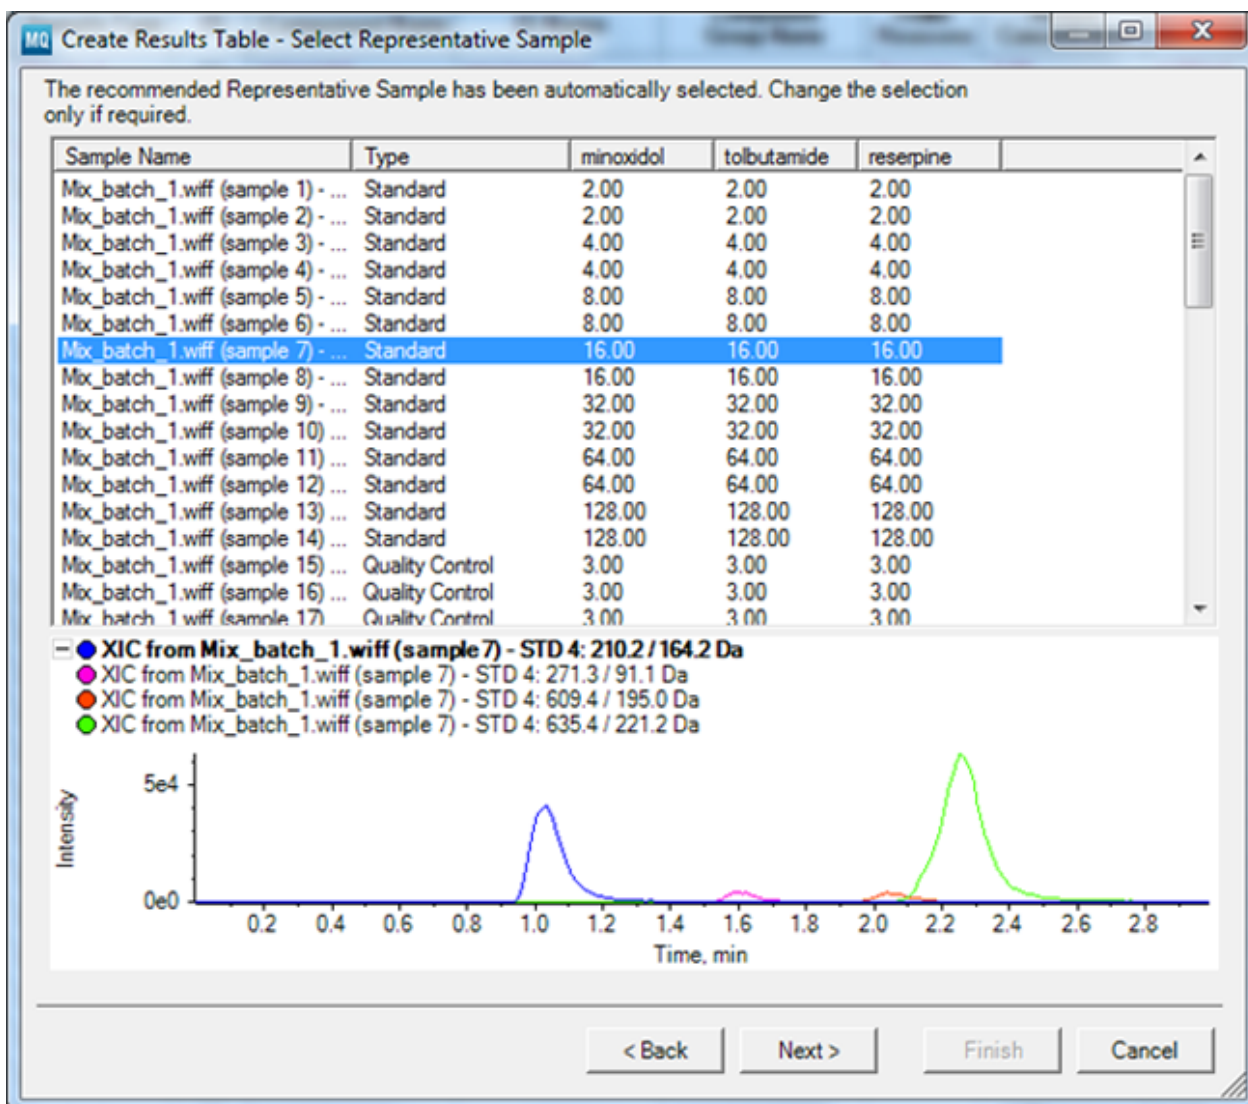 MQ Create Results Table - Select Representative Sample
The recommended Representative Sample has been automatically selected. Change the selection
only if required.
Sample Name Type minoxidol tolbutamide reserpine
Mix_batch_1.wiff (sample 1) - ... Standard 2.00 2.00 2.00
Mix_batch_1.wiff (sample 2) - ... Standard 2.00 2.00 2.00
Mix_batch_1.wiff (sample 3) - ... Standard 4.00 4.00 4.00
Mix_batch_1.wiff (sample 4) - ... Standard 4.00 4.00 4.00
Mix_batch_1.wiff (sample 5) - ... Standard 8.00 8.00 8.00
Mix_batch_1.wiff (sample 6) - ... Standard 8.00 8.00 8.00
Mix_batch_1.wiff (sample 7) - ... Standard 16.00 16.00 16.00
Mix_batch_1.wiff (sample 8) - ... Standard 16.00 16.00 16.00
Mix_batch_1.wiff (sample 9) - ... Standard 32.00 32.00 32.00
Mix_batch_1.wiff (sample 10) ... Standard 32.00 32.00 32.00
Mix_batch_1.wiff (sample 11) ... Standard 64.00 64.00 64.00
Mix_batch_1.wiff (sample 12) ... Standard 64.00 64.00 64.00
Mix_batch_1.wiff (sample 13) ... Standard 128.00 128.00 128.00
Mix_batch_1.wiff (sample 14) ... Standard 128.00 128.00 128.00
Mix_batch_1.wiff (sample 15) ... Quality Control 3.00 3.00 3.00
Mix_batch_1.wiff (sample 16) ... Quality Control 3.00 3.00 3.00
Mix_batch_1.wiff (sample 17) Quality Control 3.00 3.00 3.00
XIC from Mix_batch_1.wiff (sample 7) - STD 4: 210.2 / 164.2 Da
XIC from Mix_batch_1.wiff (sample 7) - STD 4: 271.3 / 91.1 Da
XIC from Mix_batch_1.wiff (sample 7) - STD 4: 609.4 / 195.0 Da
XIC from Mix_batch_1.wiff (sample 7) - STD 4: 635.4 / 221.2 Da
5e4
Intensity
0e0
0.2 0.4 0.6 0.8 1.0 1.2 1.4 1.6 1.8 2.0 2.2 2.4 2.6 2.8
Time, min
< Back Next > Finish Cancel